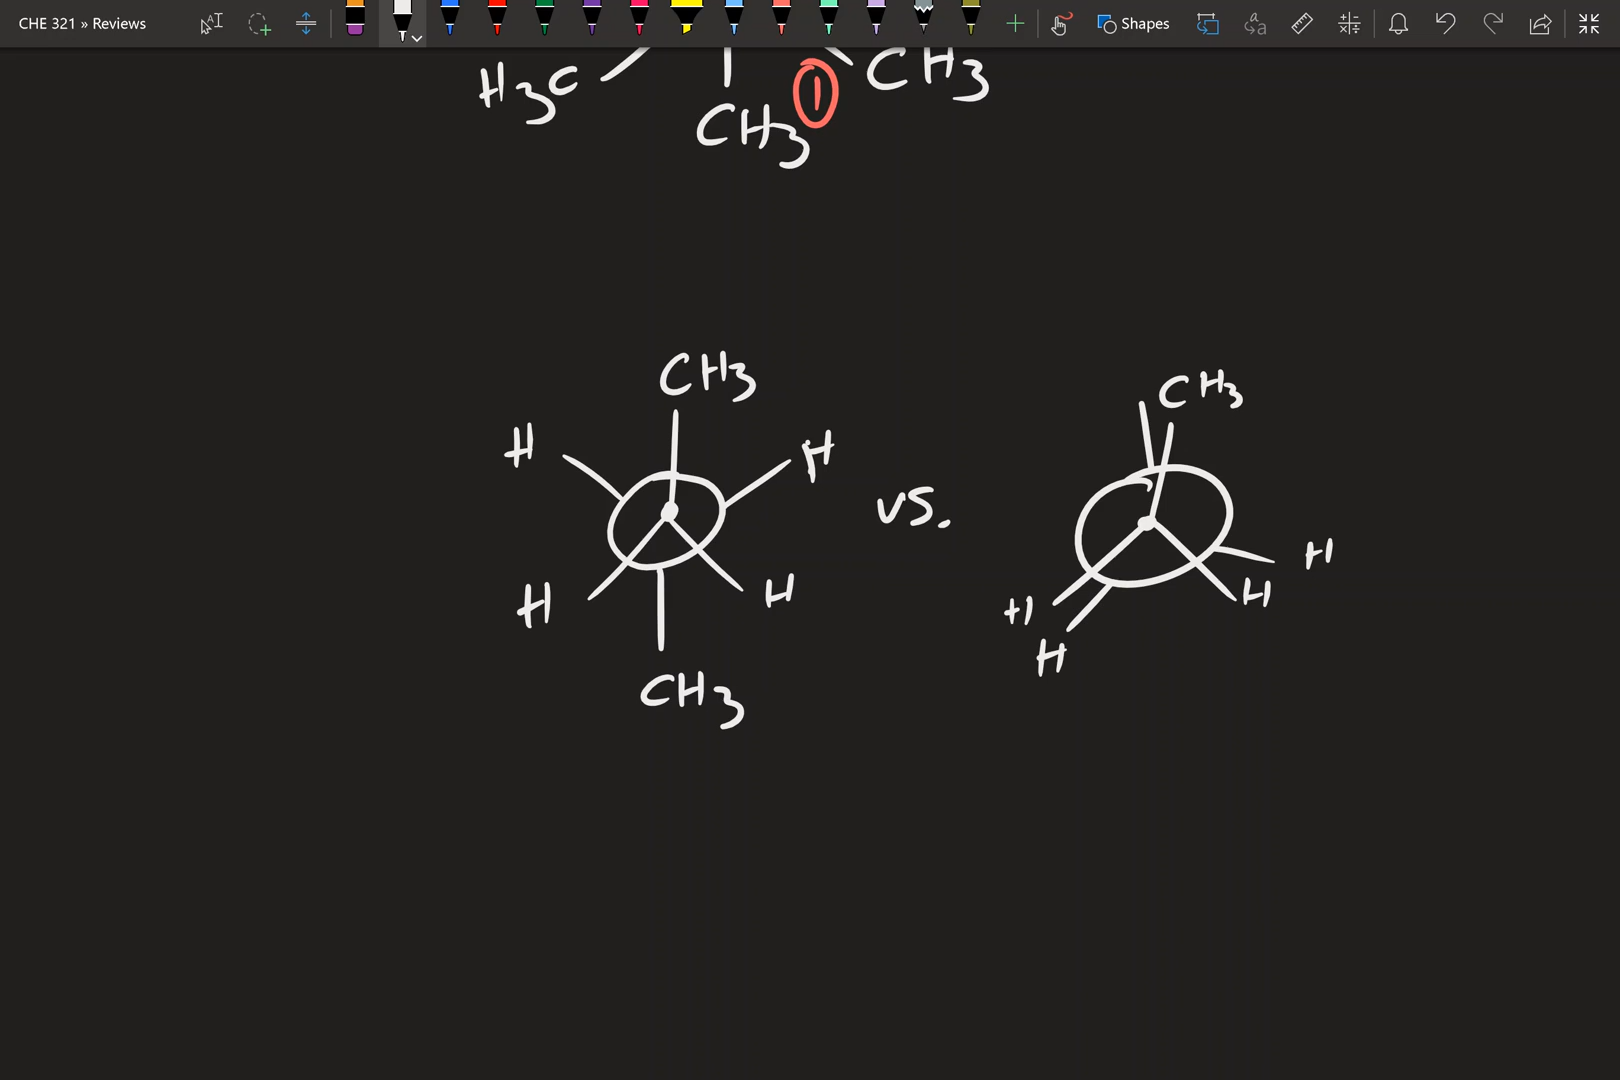 CHE 321 » Reviews
Shapes
H3C
CH3
1
CH3
CH3
H
H
vs.
H
H
CH3
CH3
H
H
H
H